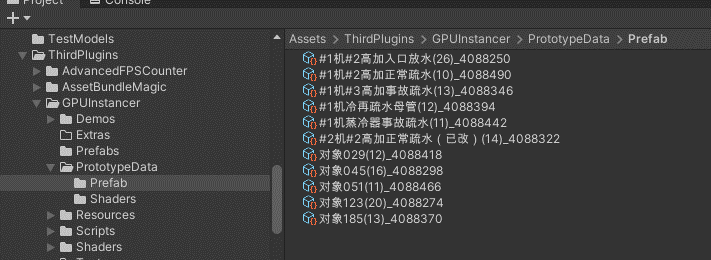 Project
Console
TestModels
ThirdPlugins
AdvancedFPSCounter
AssetBundleMagic
GPUInstancer
Demos
Extras
Prefabs
PrototypeData
Prefab
Shaders
Resources
Scripts
Shaders
Assets > ThirdPlugins > GPUInstancer > PrototypeData > Prefab
#1机#2高加入口放水(26)_4088250
#1机#2高加正常疏水(10)_4088490
#1机#3高加事故疏水(13)_4088346
#1机冷再疏水母管(12)_4088394
#1机蒸冷器疏水(11)_4088442
#2机#2高加正常疏水（已改）(14)_4088322
对象029(12)_4088418
对象045(16)_4088298
对象051(11)_4088466
对象123(20)_4088274
对象185(13)_4088370